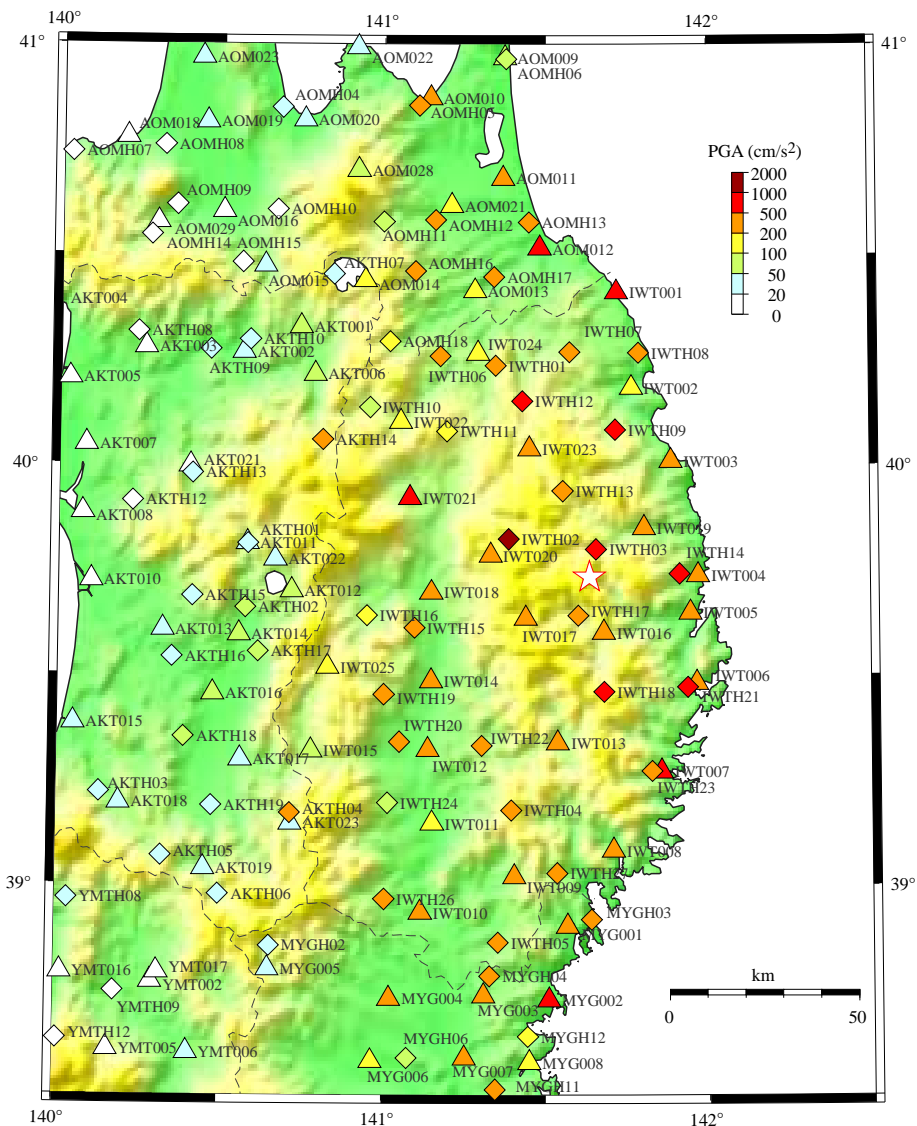 140° 141° 142°
41° 41°
AOM023 AOM022 AOM009
AOMH06
AOMH04 AOM010
AOMH05
AOM018 AOM019 AOM020
AOMH07 AOMH08
PGA (cm/s2)
2000
1000
500
200
100
50
20
0
AOM028 AOM011
AOMH09 AOM021
AOM016 AOMH10
AOM029 AOMH11 AOMH12 AOMH13
AOMH14 AOMH15 AOM012
AKTH07 AOMH16
AOM015 AOM014 AOMH17
AKT004 AOM013 IWT001
AKTH08 AKT001 IWTH07
AKT003 AKTH10 AOMH18 IWT024
AKT002 IWTH08
AKTH09 IWTH06 IWTH01
AKT005 AKT006 IWT002
IWTH10 IWTH12
IWT022
AKT007 AKTH14 IWTH11 IWTH09
IWT023
40° AKT021 IWT003 40°
AKTH13
AKTH12 IWT021 IWTH13
AKT008
AKTH01 IWT019
AKT011 IWTH02
AKT022 IWT020 IWTH03 IWTH14
AKT010 IWT004
AKT012 IWT018
AKTH15
AKTH02 IWTH16 IWTH17 IWT005
AKT013 AKT014 IWTH15 IWT017 IWT016
AKTH16 AKTH17
IWT025 IWT006
AKT016 IWT014
IWTH19 IWTH18 IWTH21
AKT015 AKTH18 IWTH20
IWT015 IWTH22 IWT013
AKT017 IWT012
AKTH03 IWT007
AKT018 AKTH19 IWTH23
AKTH04 IWTH24 IWTH04
AKT023 IWT011
AKTH05 IWT008
AKT019
39° IWTH27 39°
IWT009
YMTH08 AKTH06 IWTH26
IWT010 MYGH03
MYG001
MYGH02 IWTH05
YMT016 YMT017 MYG005 MYGH04
YMT002
YMTH09 MYG004 MYG003 MYG002
km
0 50
YMTH12 YMT005 YMT006 MYGH06 MYGH12
MYG006 MYG007 MYG008
MYGH11
140° 141° 142°